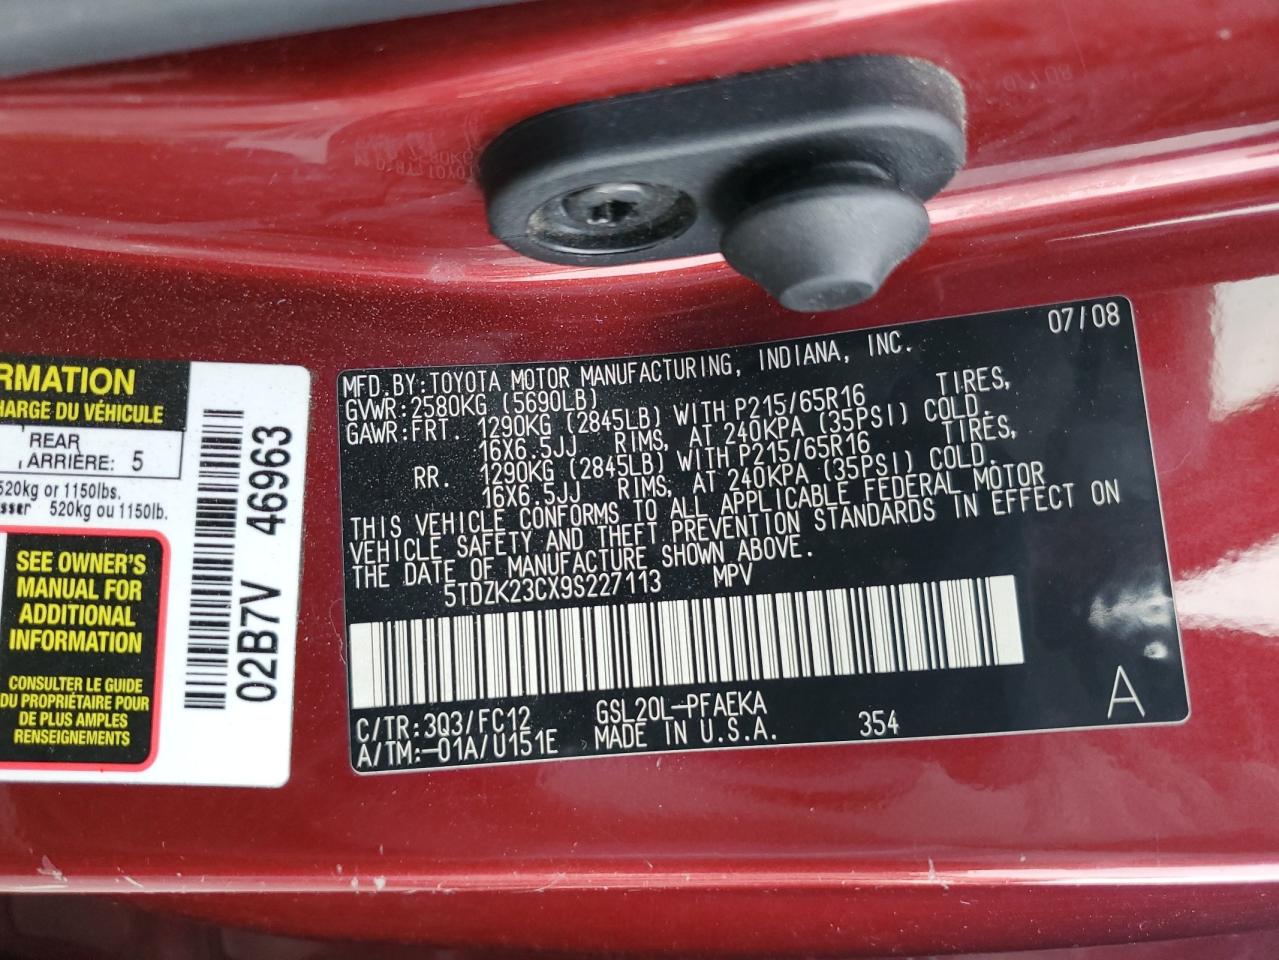 RMATION
HARGE DU VÉHICULE
REAR
ARRIÈRE: 5
520kg or 1150lbs.
sser 520kg ou 1150lb.
SEE OWNER'S
MANUAL FOR
ADDITIONAL
INFORMATION
CONSULTER LE GUIDE
DU PROPRIÉTAIRE POUR
DE PLUS AMPLES
RENSEIGNEMENTS
02B7V 46963
07/08
MFD.BY:TOYOTA MOTOR MANUFACTURING, INDIANA, INC.
GVWR:2580KG (5690LB)
GAWR:FRT. 1290KG (2845LB) WITH P215/65R16 TIRES,
16X6.5JJ RIMS, AT 240KPA (35PSI) COLD.
RR. 1290KG (2845LB) WITH P215/65R16 TIRES,
16X6.5JJ RIMS, AT 240KPA (35PSI) COLD.
THIS VEHICLE CONFORMS TO ALL APPLICABLE FEDERAL MOTOR
VEHICLE SAFETY AND THEFT PREVENTION STANDARDS IN EFFECT ON
THE DATE OF MANUFACTURE SHOWN ABOVE.
5TDZK23CX9S227113 MPV
C/TR:3Q3/FC12 GSL20L-PFAEKA
A/TM:-01A/U151E MADE IN U.S.A. 354
A